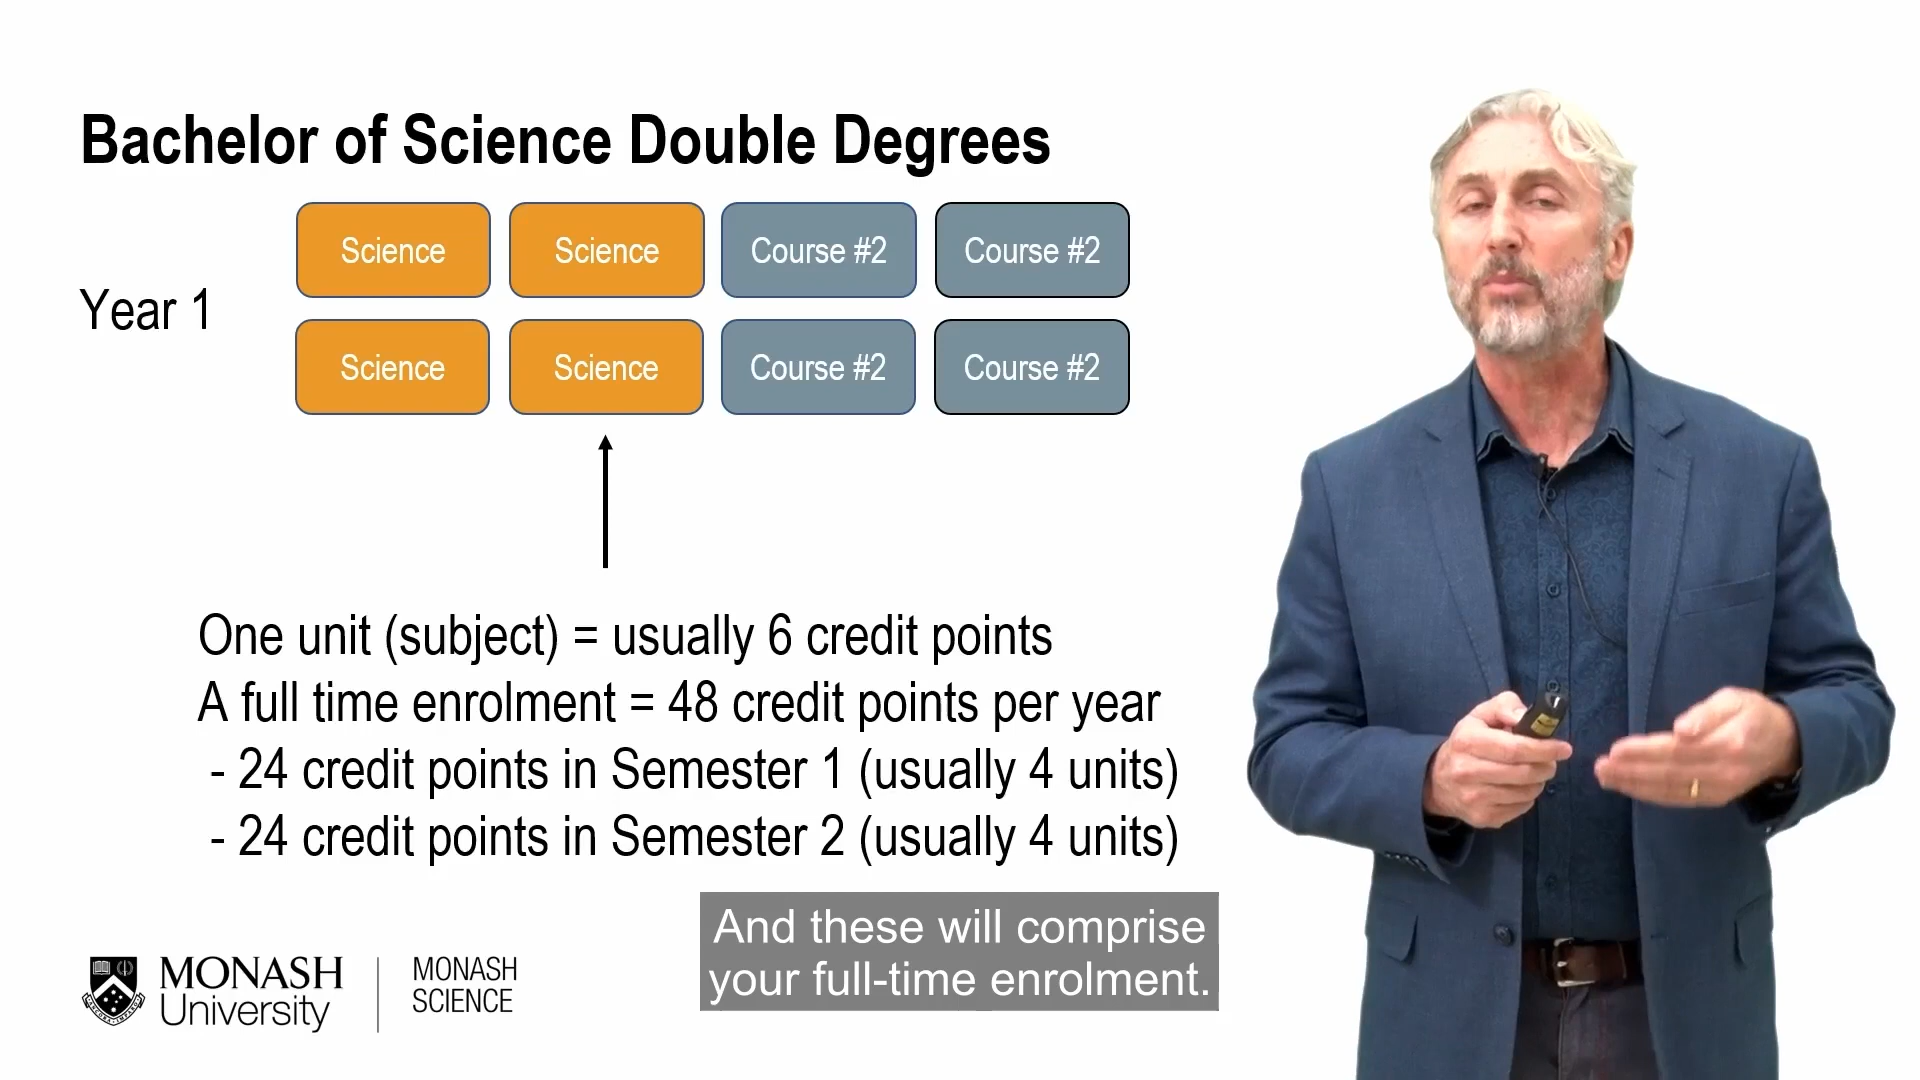 Bachelor of Science Double Degrees
Science Science Course #2 Course #2
Year 1
Science Science Course #2 Course #2
One unit (subject) = usually 6 credit points
A full time enrolment = 48 credit points per year
- 24 credit points in Semester 1 (usually 4 units)
- 24 credit points in Semester 2 (usually 4 units)
And these will comprise
your full-time enrolment.
MONASH
University
MONASH
SCIENCE